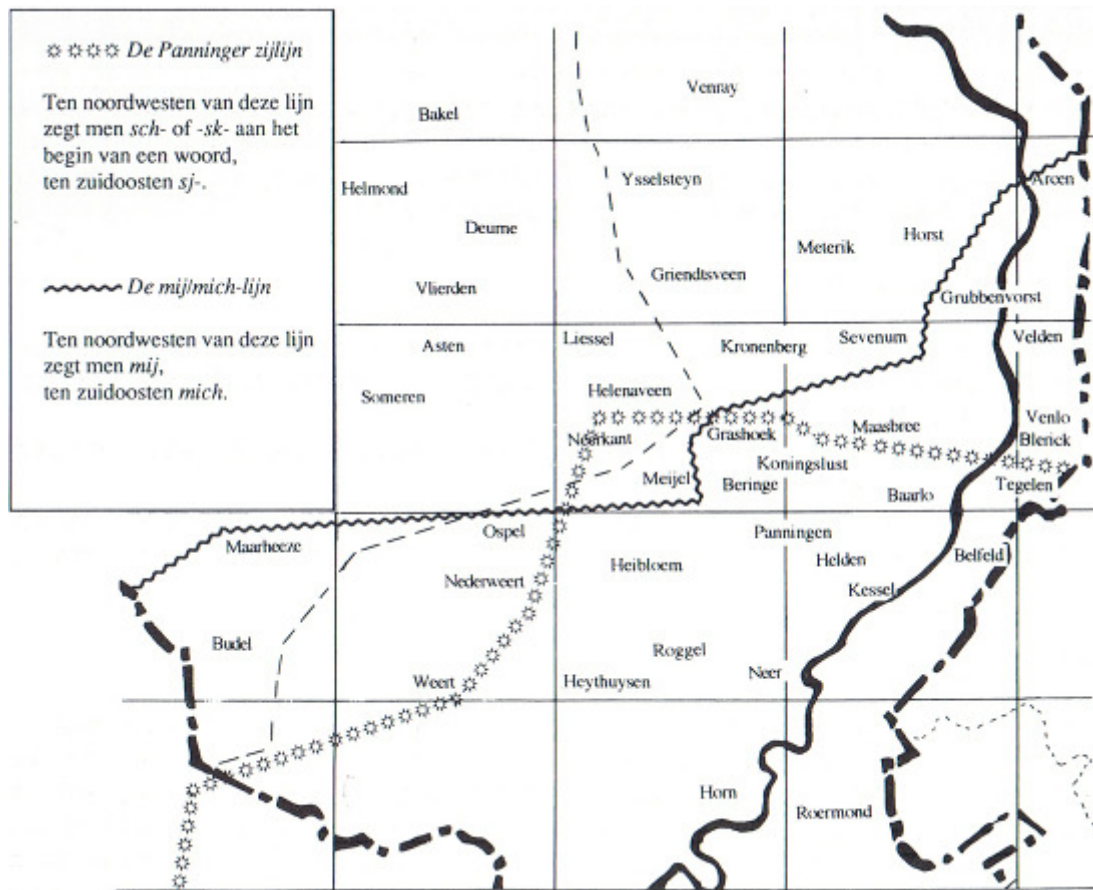 De Panninger zijlijn
Ten noordwesten van deze lijn
zegt men sch- of -sk- aan het
begin van een woord,
ten zuidoosten sj-.
De mij/mich-lijn
Ten noordwesten van deze lijn
zegt men mij,
ten zuidoosten mich.
Venray
Bakel
Ysselsteyn
Arcen
Helmond
Deurne
Horst
Meterik
Griendtsveen
Vlierden
Grubbenvorst
Liessel
Sevenum
Velden
Asten
Kronenberg
Helenaveen
Someren
Venlo
Maasbree
Neerkant
Grashoek
Blerick
Koningslust
Meijel
Beringe
Tegelen
Baarlo
Ospel
Panningen
Maarheeze
Belfeld
Helden
Heibloem
Nederweert
Kessel
Budel
Roggel
Neer
Weert
Heythuysen
Horn
Roermond